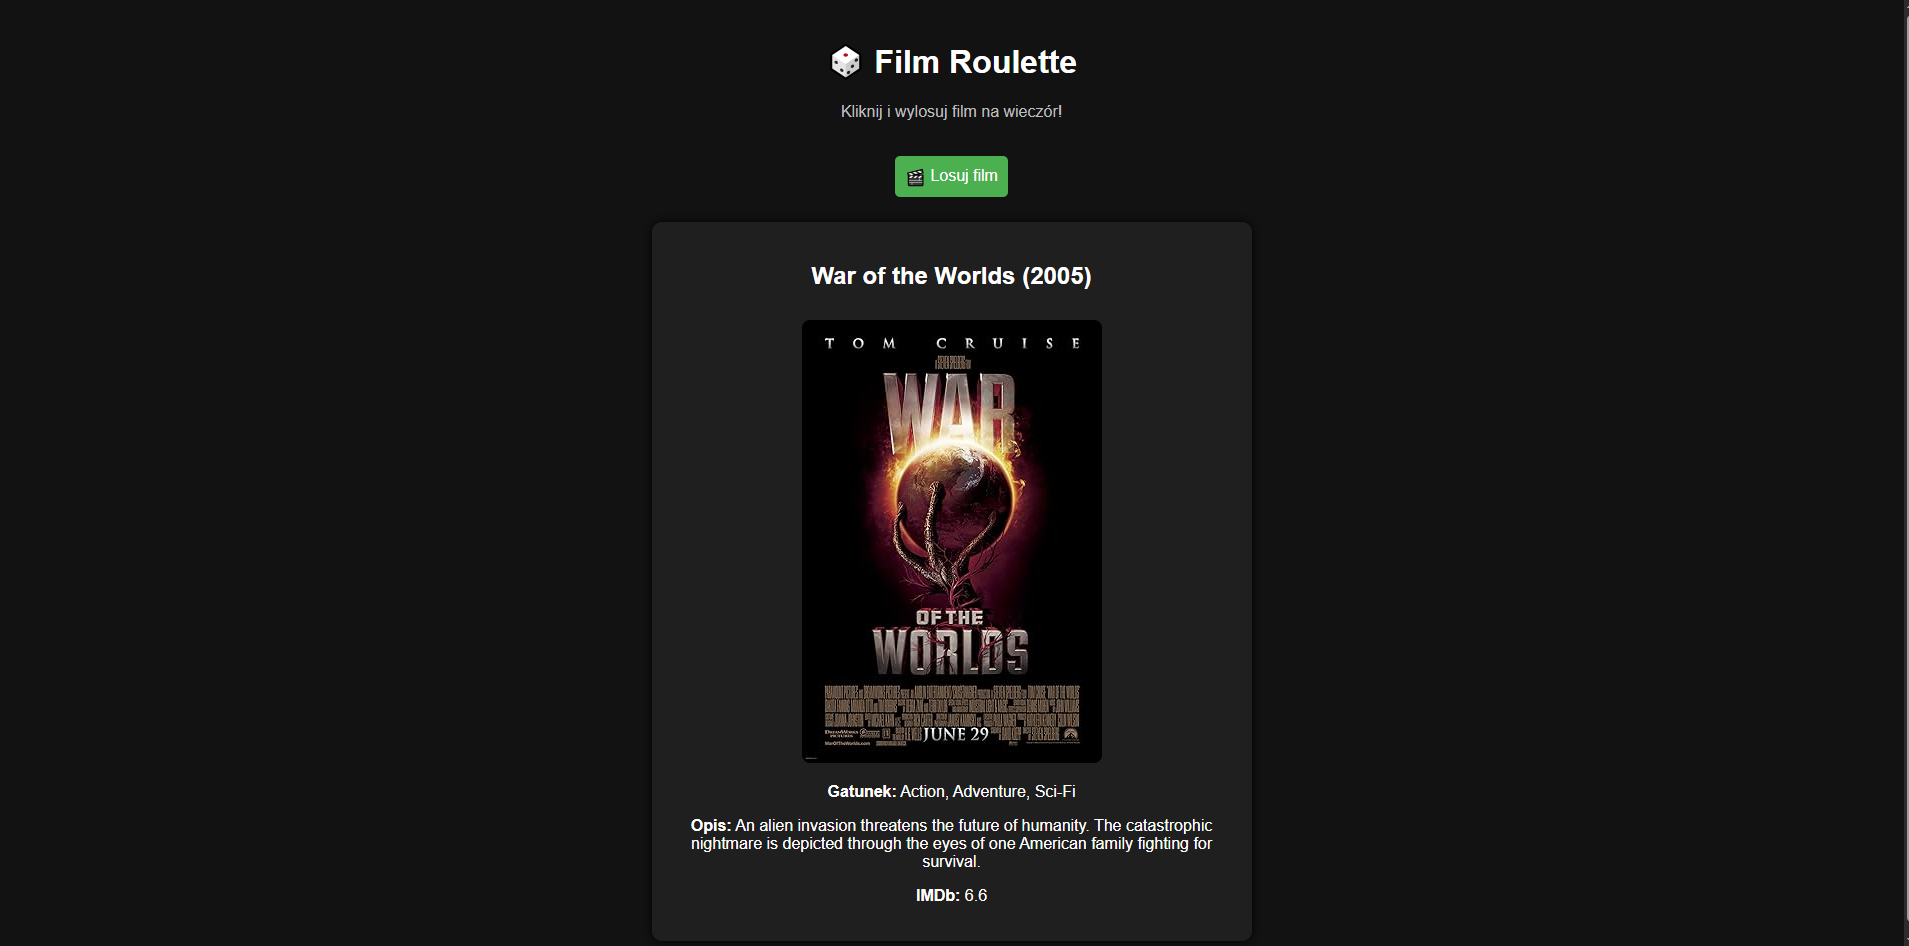 Film Roulette
Kliknij i wylosuj film na wieczór!
Losuj film
War of the Worlds (2005)
TOM CRUISE
WAR
OF THE
WORLDS
JUNE 29
Gatunek: Action, Adventure, Sci-Fi
Opis: An alien invasion threatens the future of humanity. The catastrophic
nightmare is depicted through the eyes of one American family fighting for
survival.
IMDb: 6.6